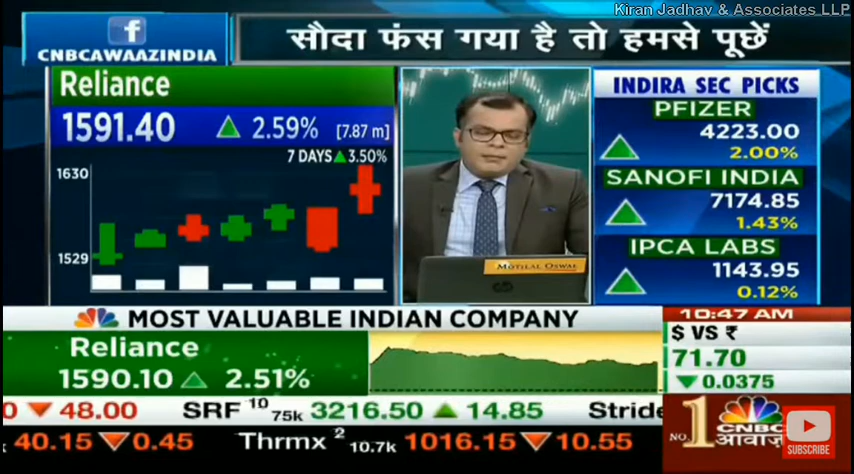 Kiran Jadhav & Associates LLP
f
CNBCAWAAZINDIA
सौदा फंस गया है तो हमसे पूछें
Reliance
1591.40 ▲ 2.59% [7.87 m]
7 DAYS ▲ 3.50%
1630
1529
MOTILAL OSWAL
INDIRA SEC PICKS
PFIZER
4223.00
▲ 2.00%
SANOFI INDIA
7174.85
▲ 1.43%
IPCA LABS
1143.95
▲ 0.12%
MOST VALUABLE INDIAN COMPANY
Reliance
1590.10 ▲ 2.51%
10:47 AM
$ VS ₹
71.70
▼ 0.0375
0 ▼ 48.00 SRF 10 75k 3216.50 ▲ 14.85 Stride
40.15 ▼ 0.45 Thrmx 2 10.7k 1016.15 ▼ 10.55
NO. 1 CNBC
आवाज़
SUBSCRIBE